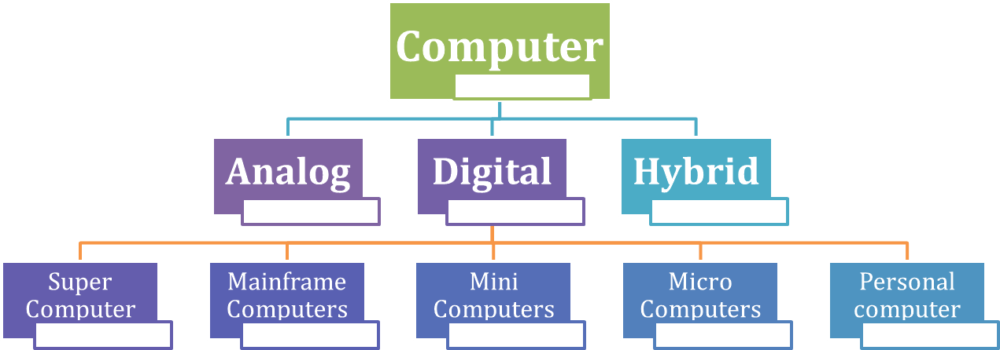 Computer
Analog
Digital
Hybrid
Super
Computer
Mainframe
Computers
Mini
Computers
Micro
Computers
Personal
computer